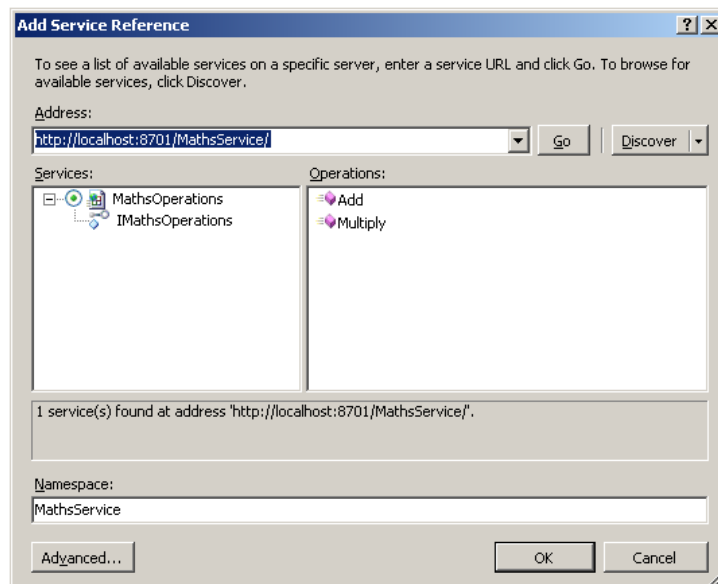 Add Service Reference
To see a list of available services on a specific server, enter a service URL and click Go. To browse for
available services, click Discover.
Address:
http://localhost:8701/MathsService/
Go
Discover
Services:
Operations:
MathsOperations
IMathsOperations
Add
Multiply
1 service(s) found at address 'http://localhost:8701/MathsService/'.
Namespace:
MathsService
Advanced...
OK
Cancel